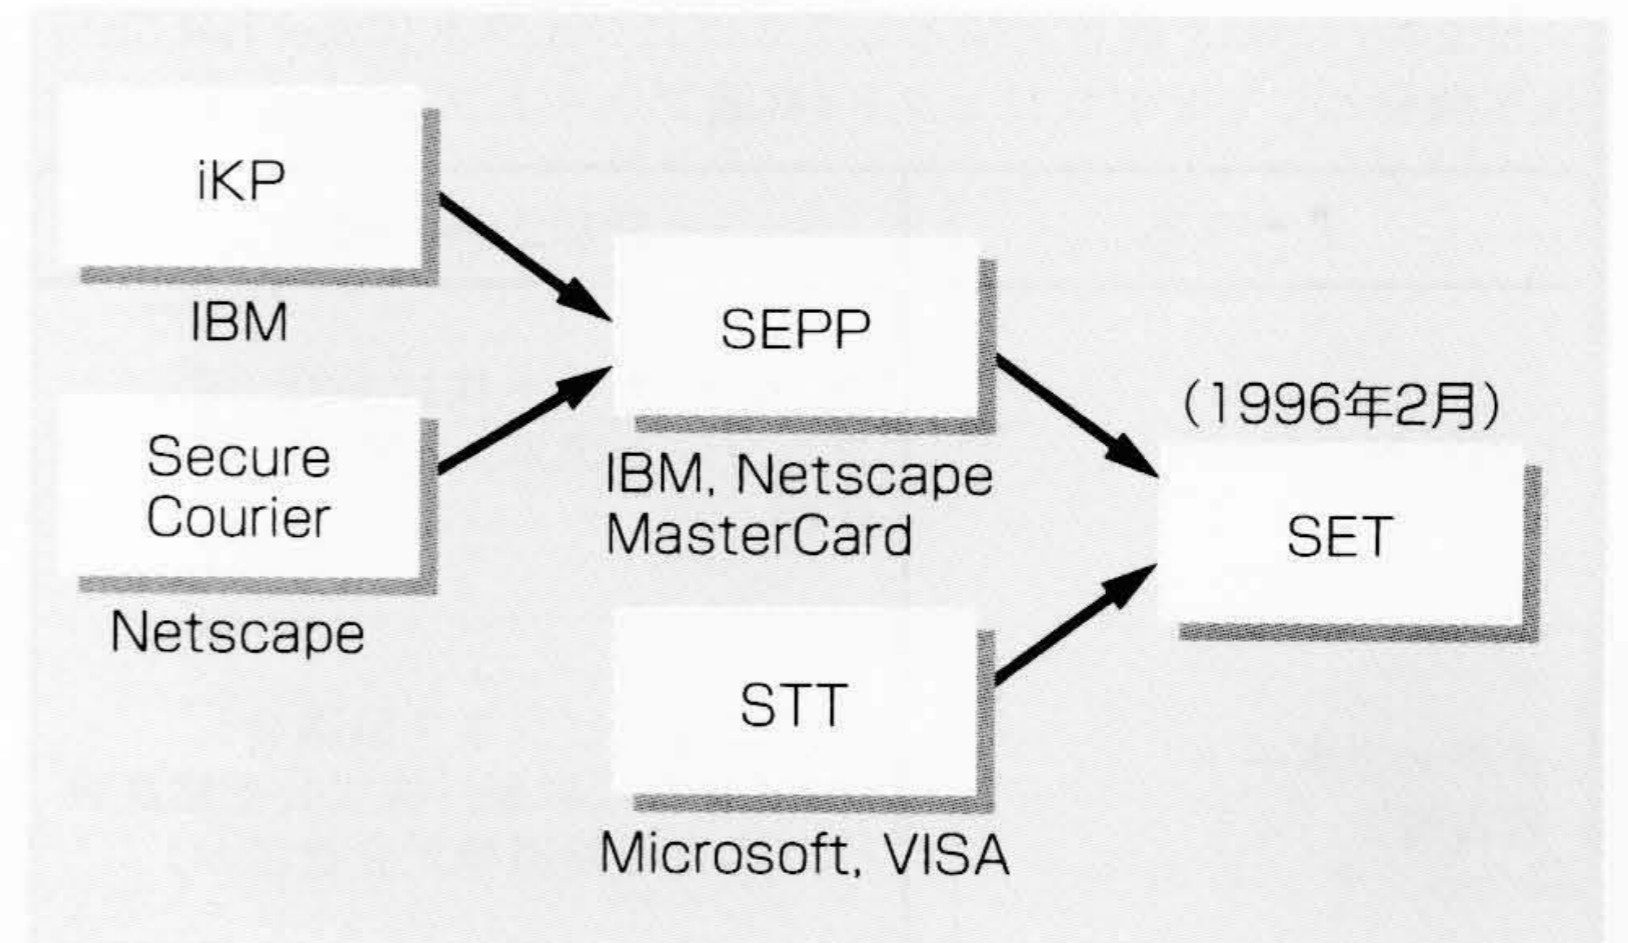 iKP
IBM
Secure
Courier
Netscape
SEPP
IBM, Netscape
MasterCard
STT
Microsoft, VISA
(1996年2月)
SET